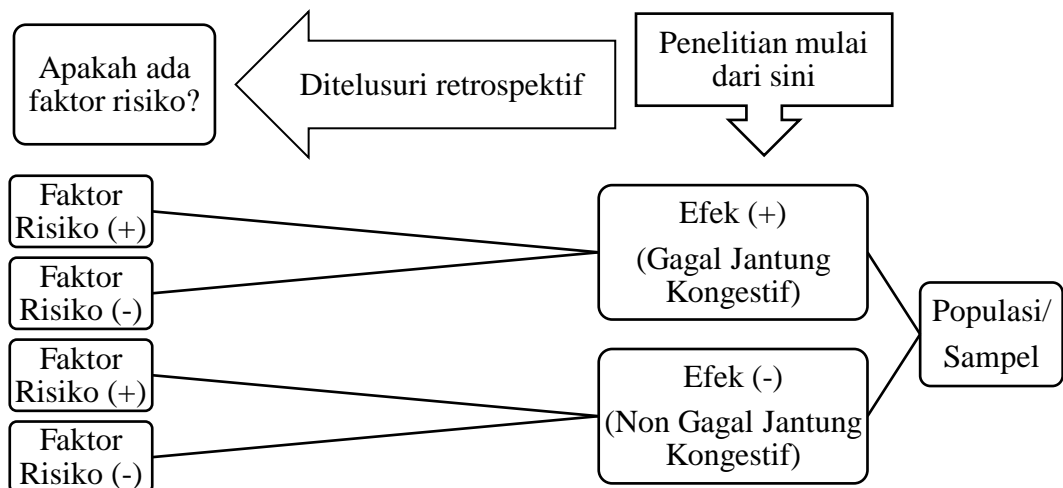 Apakah ada
faktor risiko?
Ditelusuri retrospektif
Penelitian mulai
dari sini
Faktor
Risiko (+)
Faktor
Risiko (-)
Faktor
Risiko (+)
Faktor
Risiko (-)
Efek (+)
(Gagal Jantung
Kongestif)
Efek (-)
(Non Gagal Jantung
Kongestif)
Populasi/
Sampel